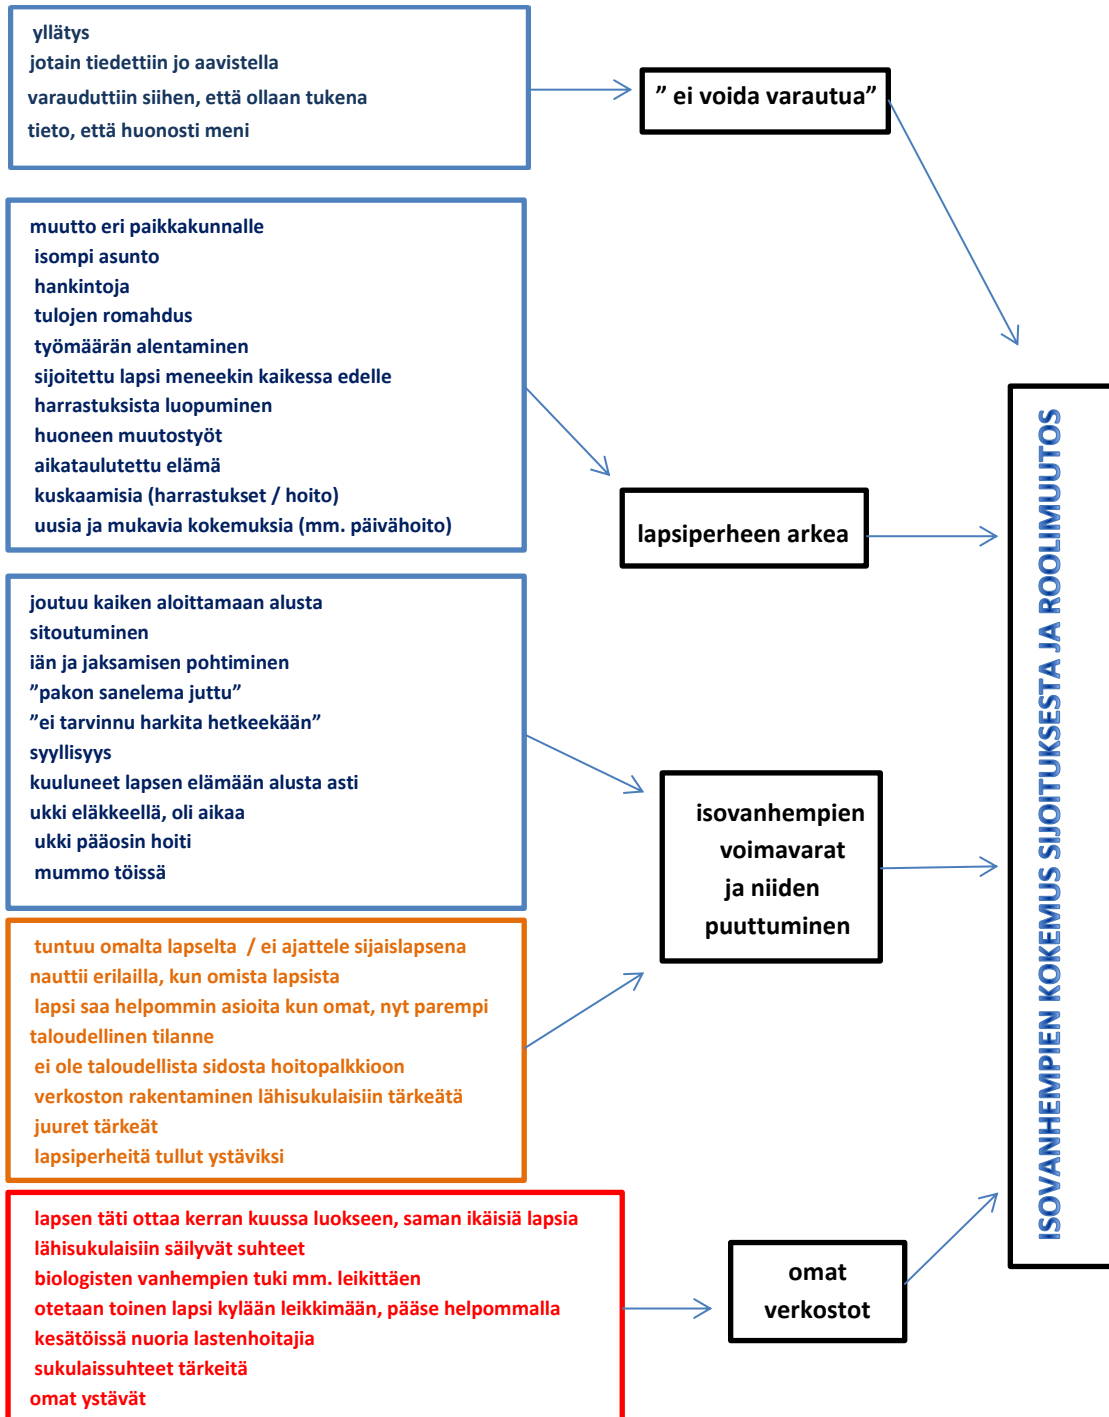 yllätys
jotain tiedettiin jo aavistella
varauduttiin siihen, että ollaan tukena
tieto, että huonosti meni
” ei voida varautua”
muutto eri paikkakunnalle
isompi asunto
hankintoja
tulojen romahdus
työmäärän alentaminen
sijoitettu lapsi meneekin kaikessa edelle
harrastuksista luopuminen
huoneen muutostyöt
aikataulutettu elämä
kuskaamisia (harrastukset / hoito)
uusia ja mukavia kokemuksia (mm. päivähoito)
lapsiperheen arkea
joutuu kaiken aloittamaan alusta
sitoutuminen
iän ja jaksamisen pohtiminen
”pakon sanelema juttu”
”ei tarvinnu harkita hetkeekään”
syyllisyys
kuuluneet lapsen elämään alusta asti
ukki eläkkeellä, oli aikaa
ukki pääosin hoiti
mummo töissä
isovanhempien
voimavarat
ja niiden
puuttuminen
tuntuu omalta lapselta / ei ajattele sijaislapsena
nauttii erilailla, kun omista lapsista
lapsi saa helpommin asioita kun omat, nyt parempi
taloudellinen tilanne
ei ole taloudellista sidosta hoitopalkkioon
verkoston rakentaminen lähisukulaisiin tärkeätä
juuret tärkeät
lapsiperheitä tullut ystäviksi
lapsen täti ottaa kerran kuussa luokseen, saman ikäisiä lapsia
lähisukulaisiin säilyvät suhteet
biologisten vanhempien tuki mm. leikittäen
otetaan toinen lapsi kylään leikkimään, pääse helpommalla
kesätöissä nuoria lastenhoitajia
sukulaissuhteet tärkeitä
omat ystävät
omat
verkostot
ISOVANHEMPIEN KOKEMUS SIJOITUKSESTA JA ROOLIMUUTOS